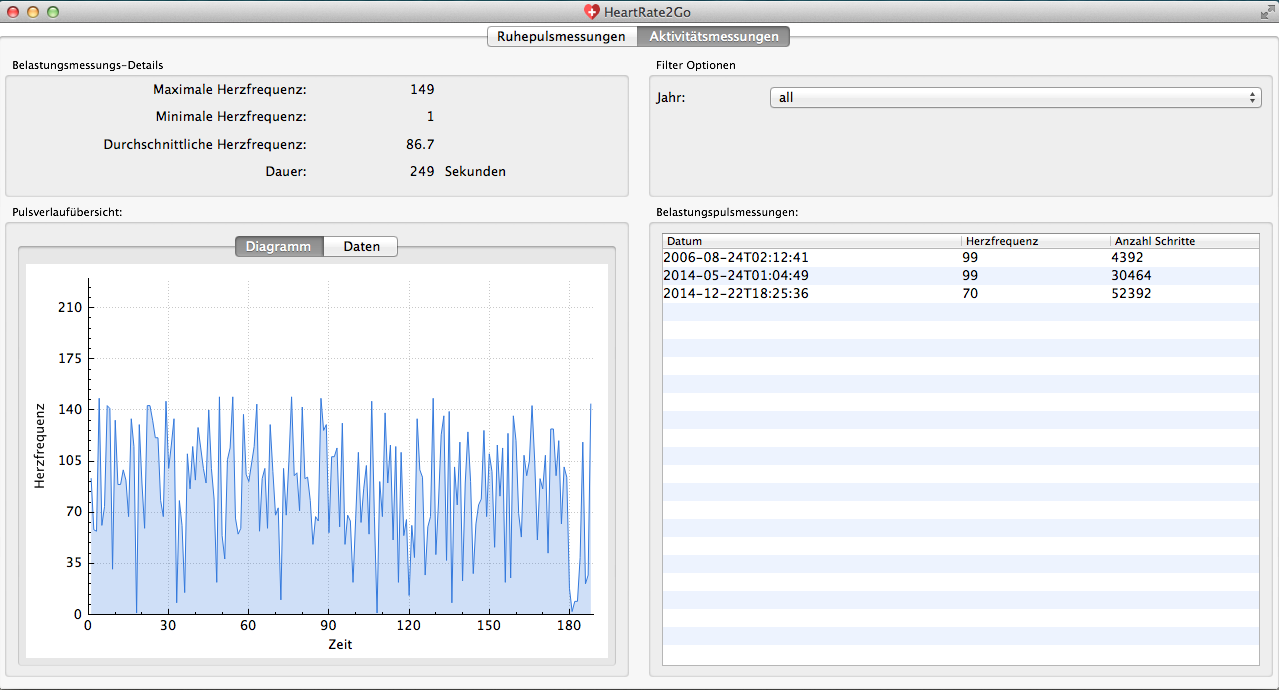 HeartRate2Go
Ruhepulsmessungen Aktivitätsmessungen
Belastungsmessungs-Details
Maximale Herzfrequenz: 149
Minimale Herzfrequenz: 1
Durchschnittliche Herzfrequenz: 86.7
Dauer: 249 Sekunden
Filter Optionen
Jahr: all
Pulsverlaufübersicht:
Diagramm Daten
210
175
140
105
70
35
0
Herzfrequenz
0 30 60 90 120 150 180
Zeit
Belastungspulsmessungen:
Datum Herzfrequenz Anzahl Schritte
2006-08-24T02:12:41 99 4392
2014-05-24T01:04:49 99 30464
2014-12-22T18:25:36 70 52392